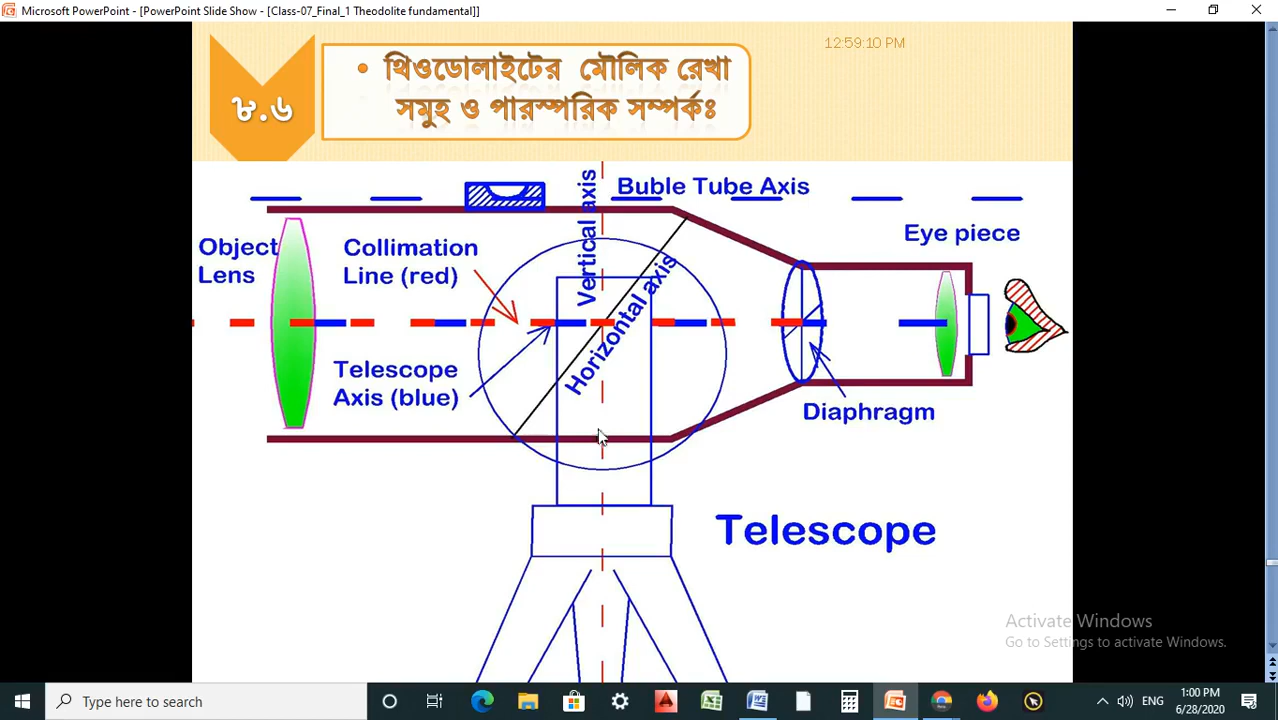 Microsoft PowerPoint - [PowerPoint Slide Show - [Class-07_Final_1 Theodolite fundamental]]
12:59:10 PM
৮.৬
• থিওডোলাইটের মৌলিক রেখা
সমুহ ও পারস্পরিক সম্পর্কঃ
Buble Tube Axis
Vertical axis
Object
Lens
Collimation
Line (red)
Eye piece
Horizontal axis
Telescope
Axis (blue)
Diaphragm
Telescope
Activate Windows
Go to Settings to activate Windows.
Type here to search
ENG
1:00 PM
6/28/2020